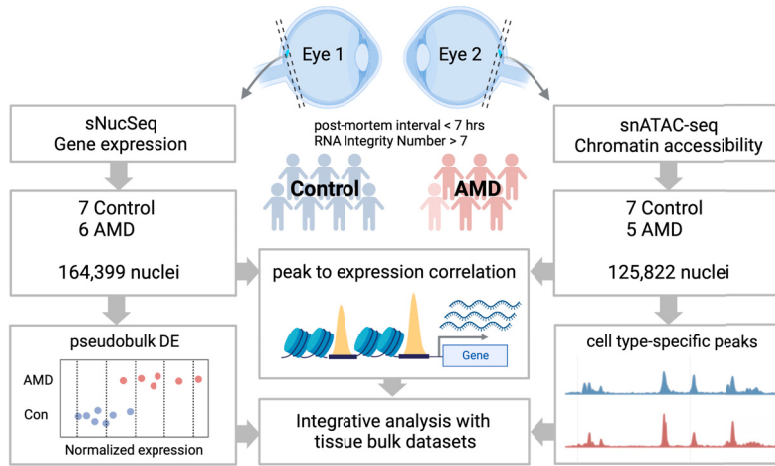 Eye 1
Eye 2
sNucSeq
Gene expression
post-mortem interval < 7 hrs
RNA Integrity Number > 7
snATAC-seq
Chromatin accessibility
Control
AMD
7 Control
6 AMD
164,399 nuclei
7 Control
5 AMD
125,822 nuclei
peak to expression correlation
Gene
pseudobulk DE
AMD
Con
Normalized expression
cell type-specific peaks
Integrative analysis with
tissue bulk datasets